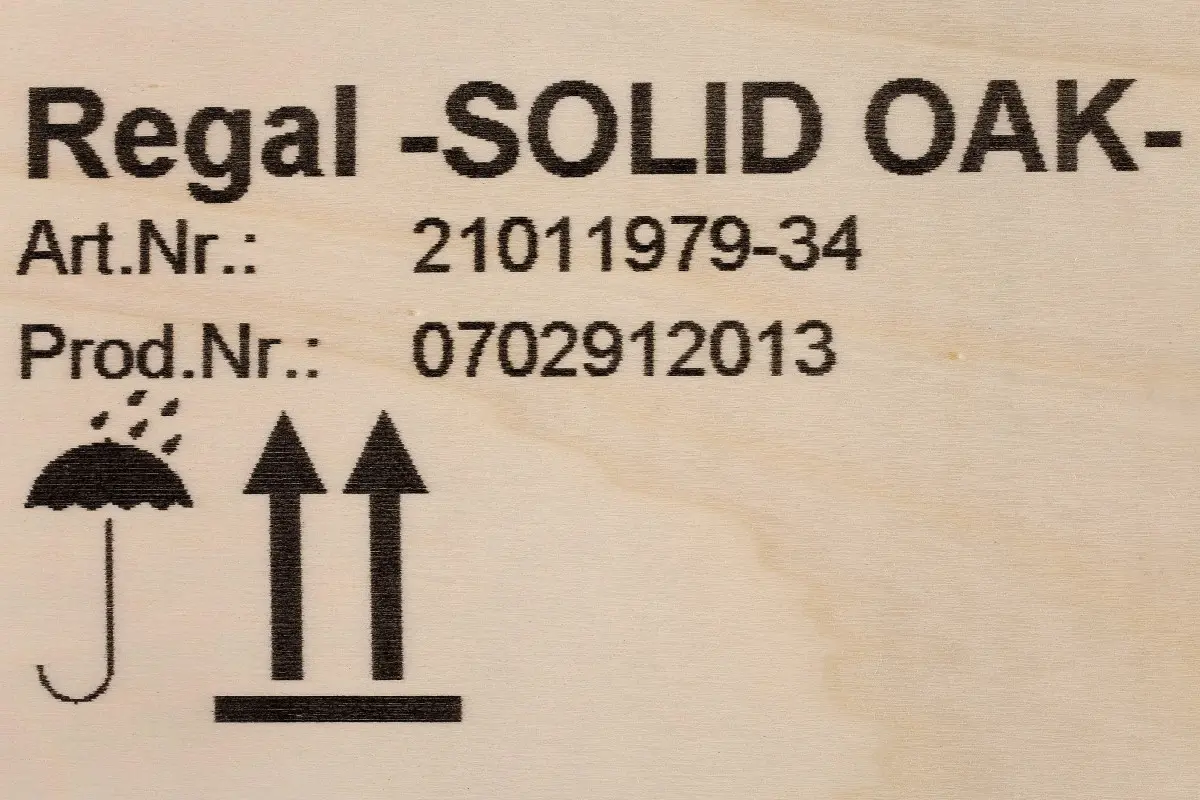 Regal -SOLID OAK-
Art.Nr.: 21011979-34
Prod.Nr.: 0702912013